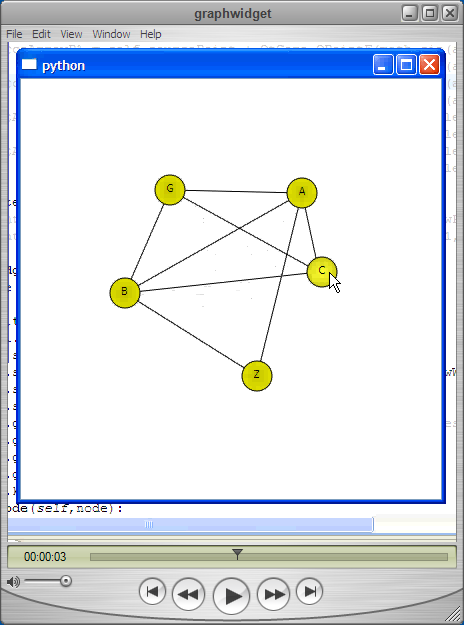 graphwidget
File Edit View Window Help
python
G
A
C
B
Z
ode(self,node):
00:00:03